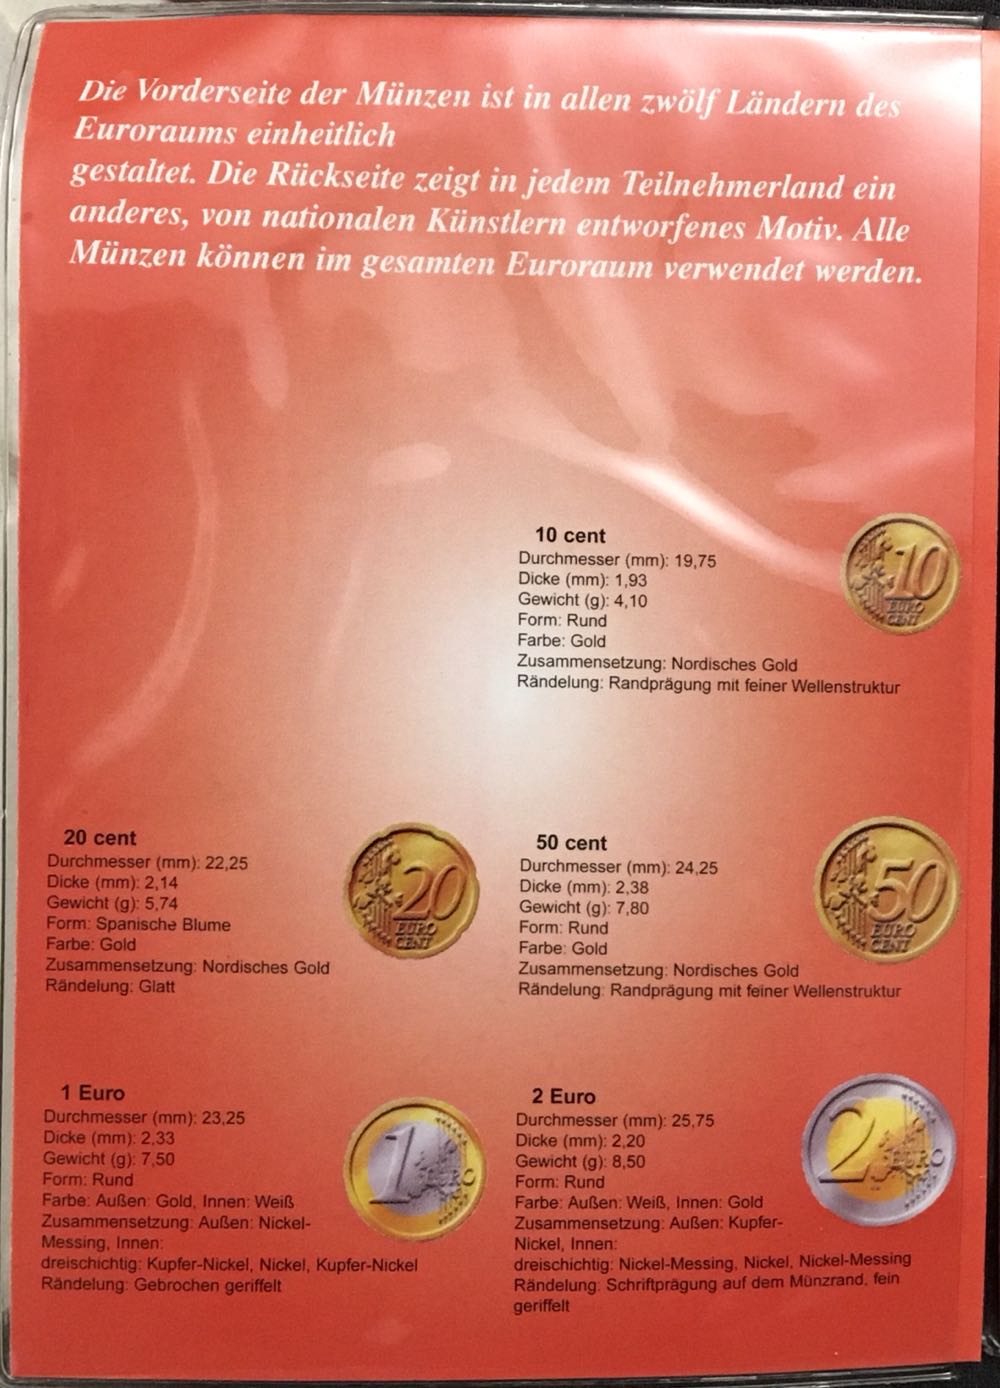 Die Vorderseite der Münzen ist in allen zwölf Ländern des
Euroraums einheitlich
gestaltet. Die Rückseite zeigt in jedem Teilnehmerland ein
anderes, von nationalen Künstlern entworfenes Motiv. Alle
Münzen können im gesamten Euroraum verwendet werden.
10 cent
Durchmesser (mm): 19,75
Dicke (mm): 1,93
Gewicht (g): 4,10
Form: Rund
Farbe: Gold
Zusammensetzung: Nordisches Gold
Rändelung: Randprägung mit feiner Wellenstruktur
10
EURO
CENT
20 cent
Durchmesser (mm): 22,25
Dicke (mm): 2,14
Gewicht (g): 5,74
Form: Spanische Blume
Farbe: Gold
Zusammensetzung: Nordisches Gold
Rändelung: Glatt
20
EURO
CENT
50 cent
Durchmesser (mm): 24,25
Dicke (mm): 2,38
Gewicht (g): 7,80
Form: Rund
Farbe: Gold
Zusammensetzung: Nordisches Gold
Rändelung: Randprägung mit feiner Wellenstruktur
50
EURO
CENT
1 Euro
Durchmesser (mm): 23,25
Dicke (mm): 2,33
Gewicht (g): 7,50
Form: Rund
Farbe: Außen: Gold, Innen: Weiß
Zusammensetzung: Außen: Nickel-
Messing, Innen:
dreischichtig: Kupfer-Nickel, Nickel, Kupfer-Nickel
Rändelung: Gebrochen geriffelt
1
EURO
2 Euro
Durchmesser (mm): 25,75
Dicke (mm): 2,20
Gewicht (g): 8,50
Form: Rund
Farbe: Außen: Weiß, Innen: Gold
Zusammensetzung: Außen: Kupfer-
Nickel, Innen:
dreischichtig: Nickel-Messing, Nickel, Nickel-Messing
Rändelung: Schriftprägung auf dem Münzrand, fein
geriffelt
2
EURO